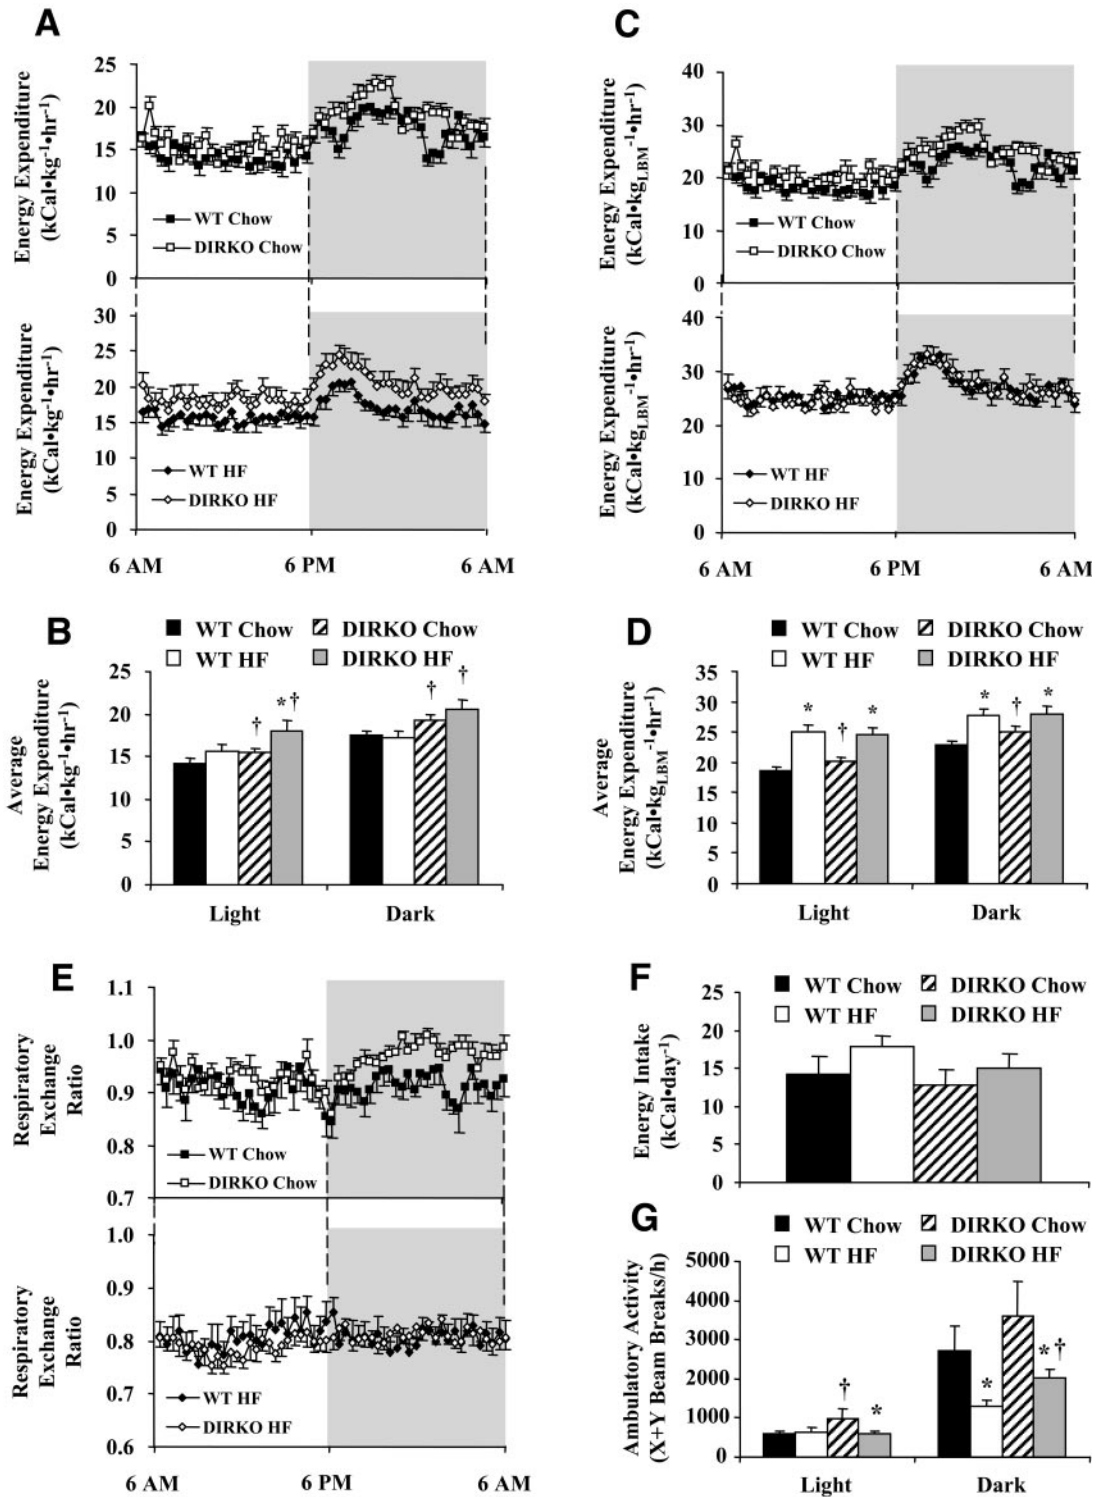 A
Energy Expenditure
(kCal•kg-1•hr-1)
25
20
15
10
5
0
WT Chow
DIRKO Chow
Energy Expenditure
(kCal•kg-1•hr-1)
30
25
20
15
10
5
0
WT HF
DIRKO HF
6 AM
6 PM
6 AM
C
Energy Expenditure
(kCal•kgLBM-1•hr-1)
40
30
20
10
0
WT Chow
DIRKO Chow
Energy Expenditure
(kCal•kgLBM-1•hr-1)
40
30
20
10
0
WT HF
DIRKO HF
6 AM
6 PM
6 AM
B
WT Chow
DIRKO Chow
WT HF
DIRKO HF
Average
Energy Expenditure
(kCal•kg-1•hr-1)
25
20
15
10
5
0
†
*†
†
†
Light
Dark
D
WT Chow
DIRKO Chow
WT HF
DIRKO HF
Average
Energy Expenditure
(kCal•kgLBM-1•hr-1)
35
30
25
20
15
10
5
0
*
†
*
*
†
*
Light
Dark
E
Respiratory
Exchange
Ratio
1.1
1.0
0.9
0.8
0.7
WT Chow
DIRKO Chow
Respiratory
Exchange
Ratio
1.0
0.9
0.8
0.7
0.6
WT HF
DIRKO HF
6 AM
6 PM
6 AM
F
WT Chow
DIRKO Chow
WT HF
DIRKO HF
Energy Intake
(kCal•day-1)
25
20
15
10
5
0
G
WT Chow
DIRKO Chow
WT HF
DIRKO HF
Ambulatory Activity
(X+Y Beam Breaks/h)
5000
4000
3000
2000
1000
0
†
*
*
*†
Light
Dark